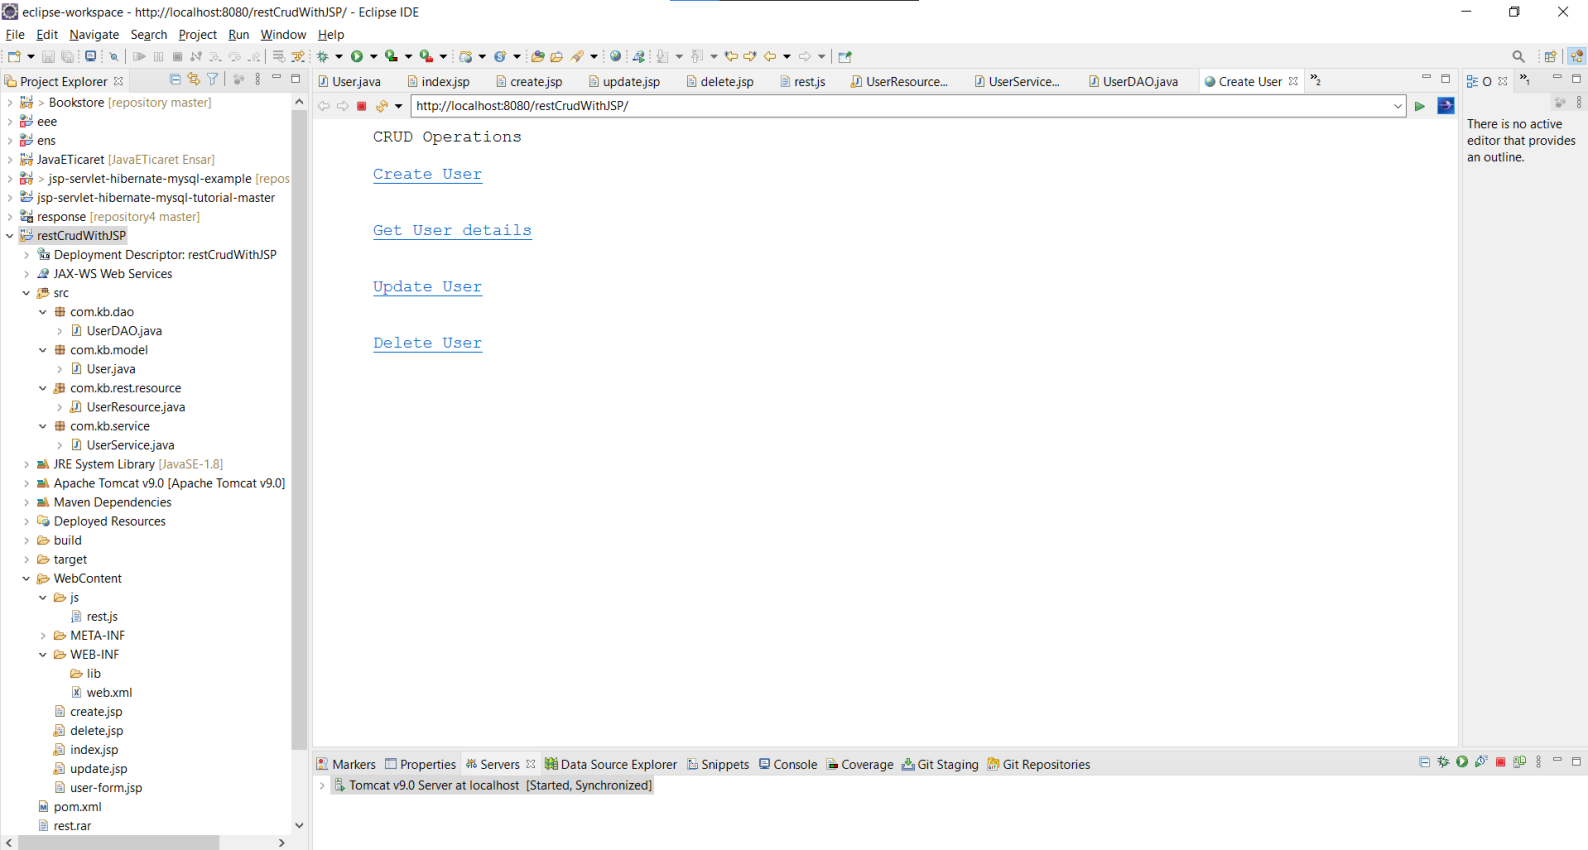 eclipse-workspace - http://localhost:8080/restCrudWithJSP/ - Eclipse IDE
File Edit Navigate Search Project Run Window Help
Project Explorer
> Bookstore [repository master]
eee
ens
JavaETicaret [JavaETicaret Ensar]
> jsp-servlet-hibernate-mysql-example [repos
jsp-servlet-hibernate-mysql-tutorial-master
response [repository4 master]
restCrudWithJSP
Deployment Descriptor: restCrudWithJSP
JAX-WS Web Services
src
com.kb.dao
UserDAO.java
com.kb.model
User.java
com.kb.rest.resource
UserResource.java
com.kb.service
UserService.java
JRE System Library [JavaSE-1.8]
Apache Tomcat v9.0 [Apache Tomcat v9.0]
Maven Dependencies
Deployed Resources
build
target
WebContent
js
rest.js
META-INF
WEB-INF
lib
web.xml
create.jsp
delete.jsp
index.jsp
update.jsp
user-form.jsp
pom.xml
rest.rar
User.java index.jsp create.jsp update.jsp delete.jsp rest.js UserResource... UserService... UserDAO.java Create User »2
http://localhost:8080/restCrudWithJSP/
CRUD Operations
Create User
Get User details
Update User
Delete User
O »1
There is no active
editor that provides
an outline.
Markers Properties Servers Data Source Explorer Snippets Console Coverage Git Staging Git Repositories
Tomcat v9.0 Server at localhost [Started, Synchronized]